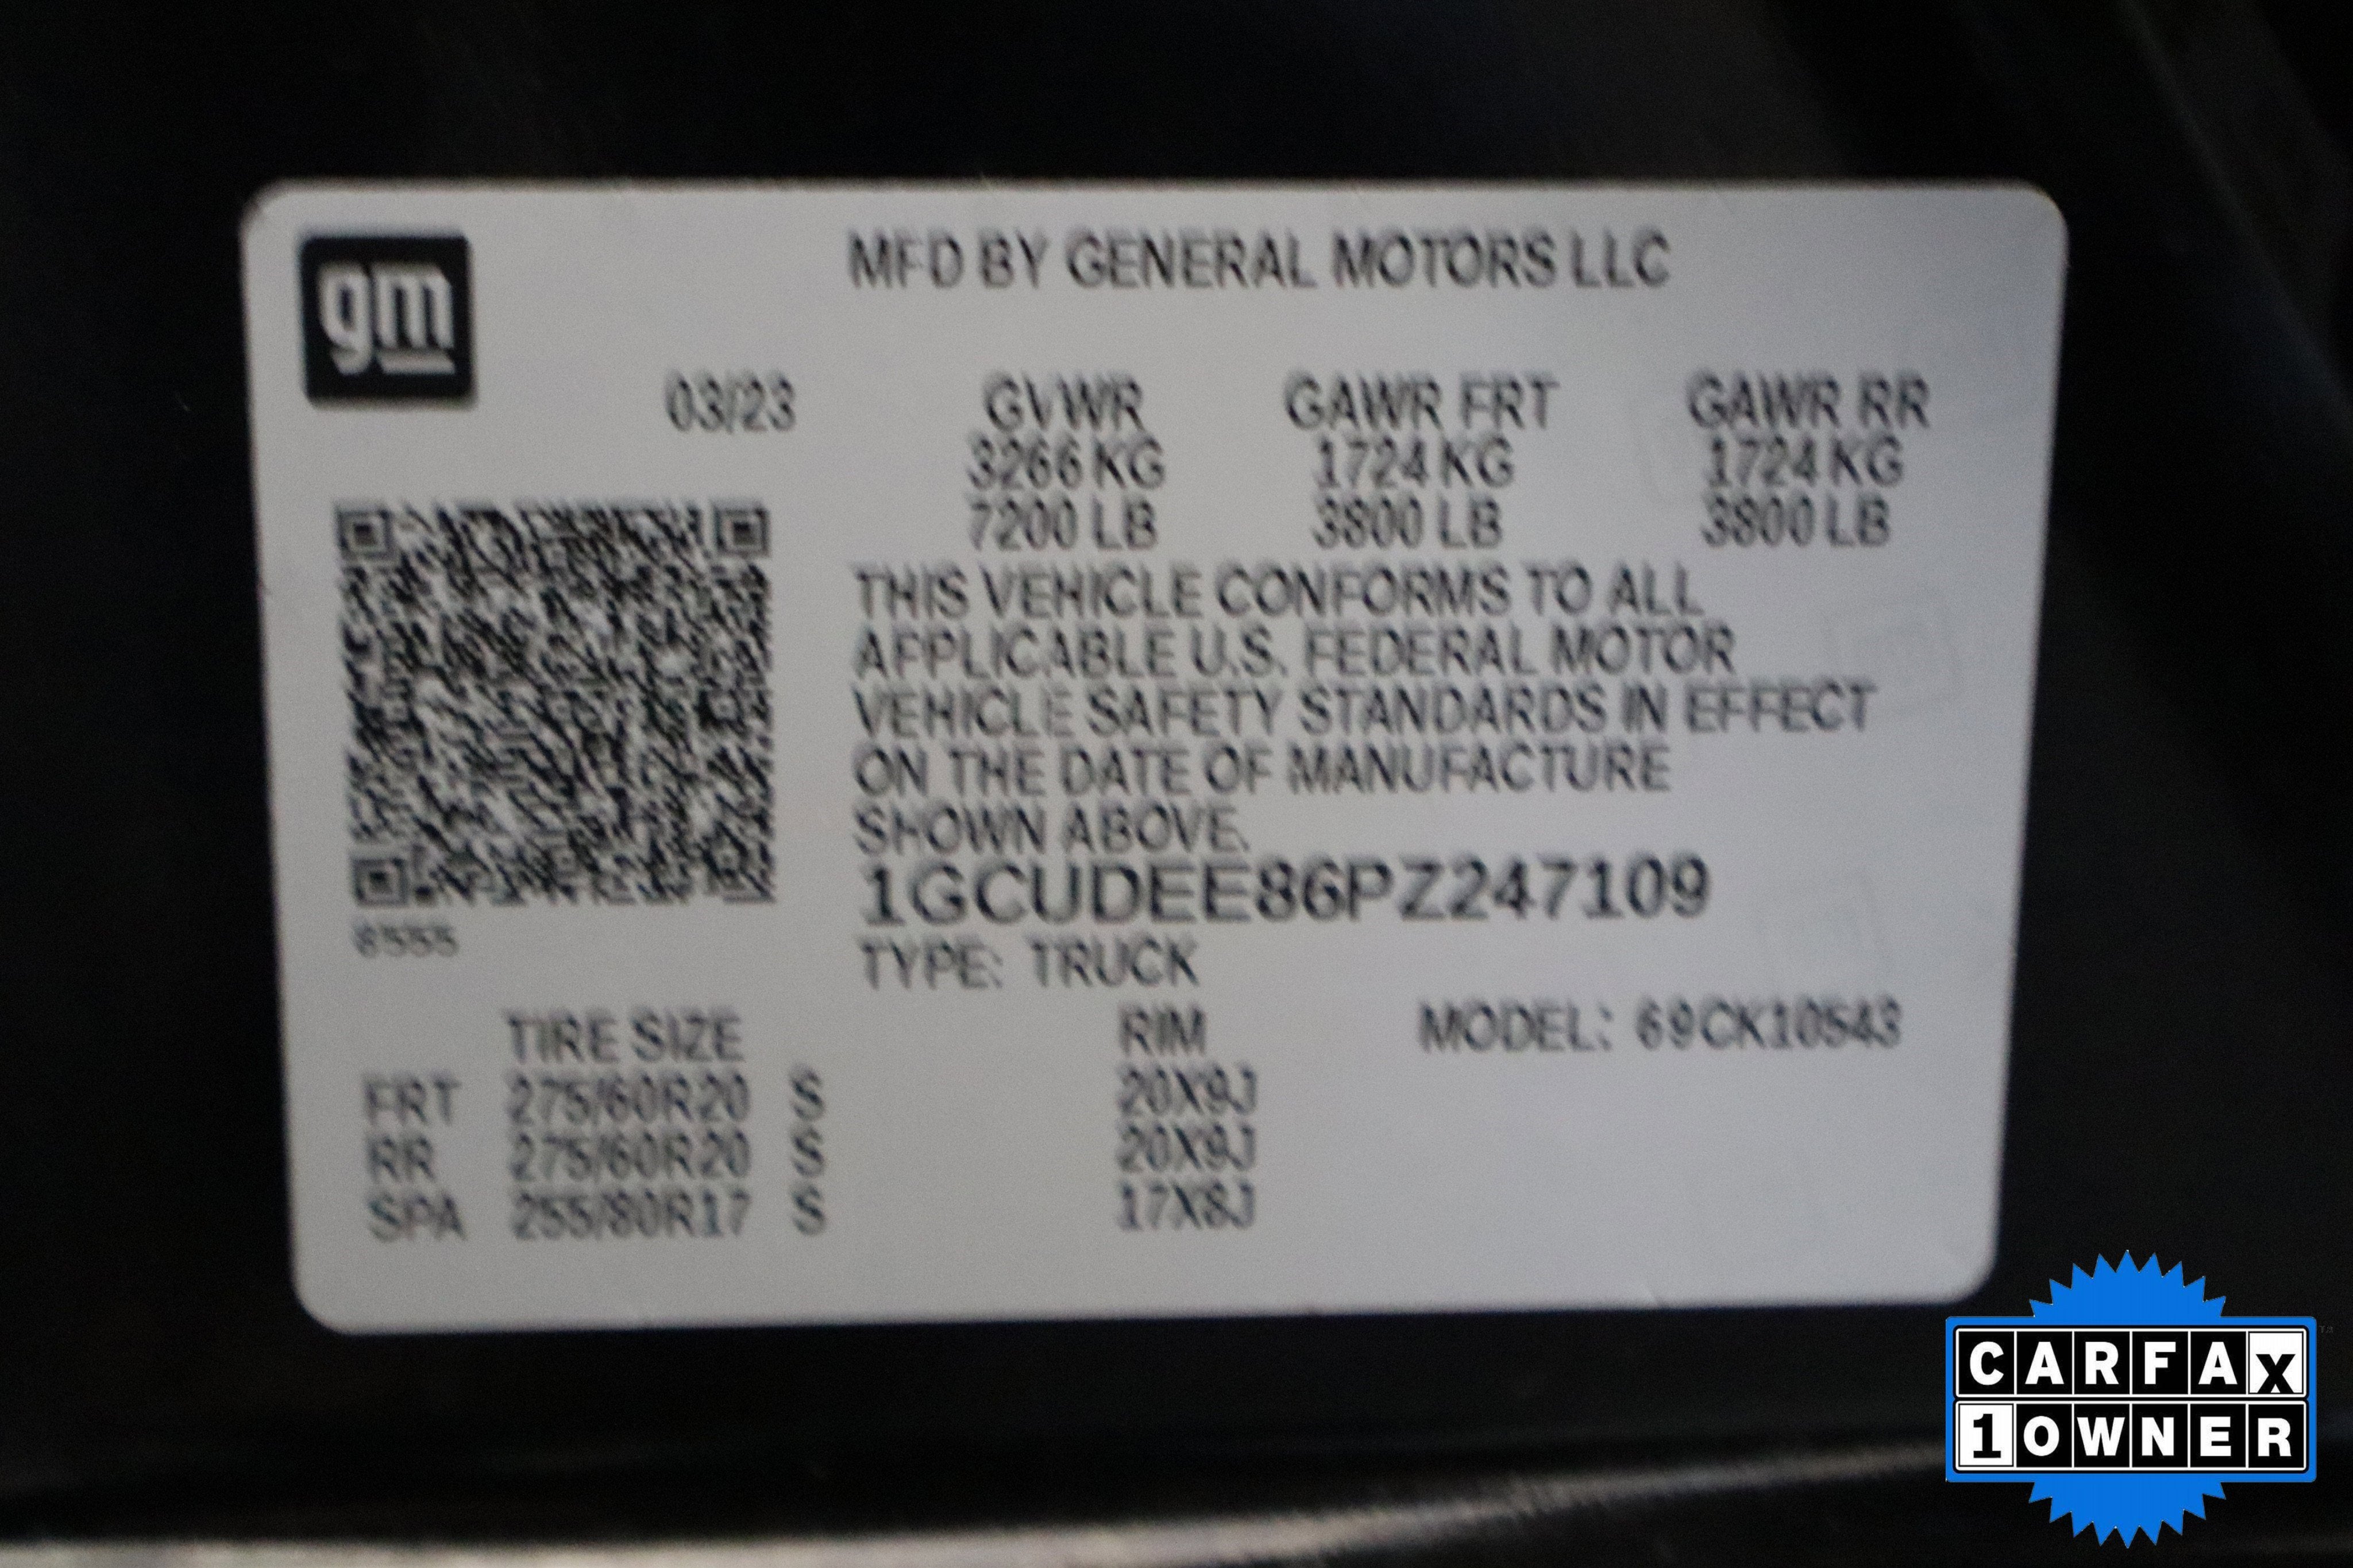 gm
MFD BY GENERAL MOTORS LLC
03/23 GVWR GAWR FRT GAWR RR
3266 KG 1724 KG 1724 KG
7200 LB 3800 LB 3800 LB
THIS VEHICLE CONFORMS TO ALL
APPLICABLE U.S. FEDERAL MOTOR
VEHICLE SAFETY STANDARDS IN EFFECT
ON THE DATE OF MANUFACTURE
SHOWN ABOVE.
1GCUDEE86PZ247109
8555
TYPE: TRUCK
TIRE SIZE RIM MODEL: 69CK10543
FRT 275/60R20 S 20X9J
RR 275/60R20 S 20X9J
SPA 255/80R17 S 17X8J
CARFAX
1 OWNER